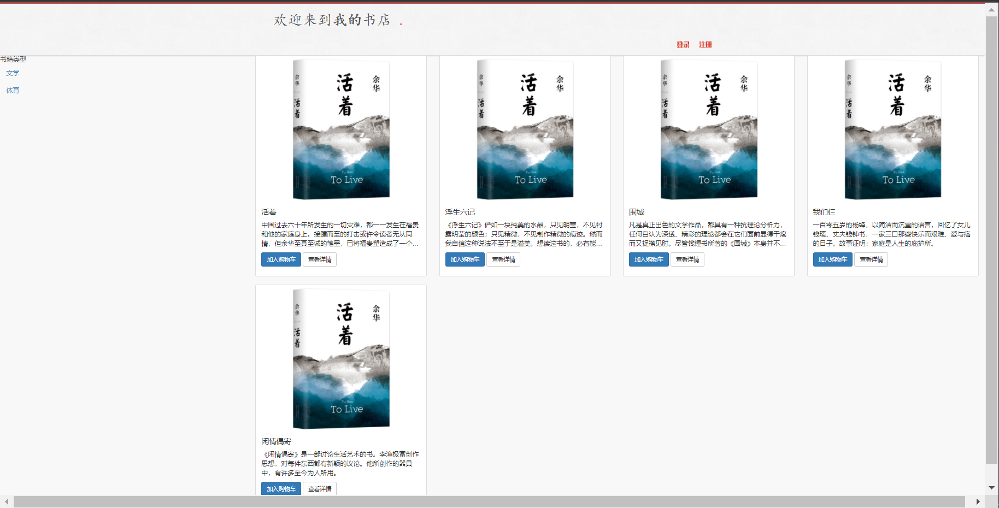 欢迎来到我的书店 .
登录 注册
书籍类型
文学
体育
余华
活着
余华
活着
Yu Hua
To Live
活着
中国过去六十年所发生的一切灾难，都一一发生在福贵
和他的家庭身上。接踵而至的打击或许令读者无从同
情，但余华至真至诚的笔墨，已将福贵塑造成了一个...
加入购物车 查看详情
余华
活着
余华
活着
Yu Hua
To Live
浮生六记
《浮生六记》俨如一块纯美的水晶，只见明莹，不见衬
露明莹的颜色；只见精微，不见制作精微的痕迹。然而
我自信这种说法不至于是溢美。想读这书的，必有能...
加入购物车 查看详情
余华
活着
余华
活着
Yu Hua
To Live
围城
凡是真正出色的文学作品，都具有一种抗理论分析力，
任何自认为深透、精彩的理论都会在它们面前显得干瘪
而又捉襟见肘。尽管钱锺书所著的《围城》本身并不...
加入购物车 查看详情
余华
活着
余华
活着
Yu Hua
To Live
我们仨
一百零五岁的杨绛，以简洁而沉重的语言，回忆了女儿
钱瑗、丈夫钱钟书，一家三口那些快乐而艰难、爱与痛
的日子。故事证明：家庭是人生的庇护所。
加入购物车 查看详情
余华
活着
余华
活着
Yu Hua
To Live
闲情偶寄
《闲情偶寄》是一部讨论生活艺术的书。李渔极富创作
思想，对每件东西都有新颖的议论。他所创作的器具
中，有许多至今为人所用。
加入购物车 查看详情